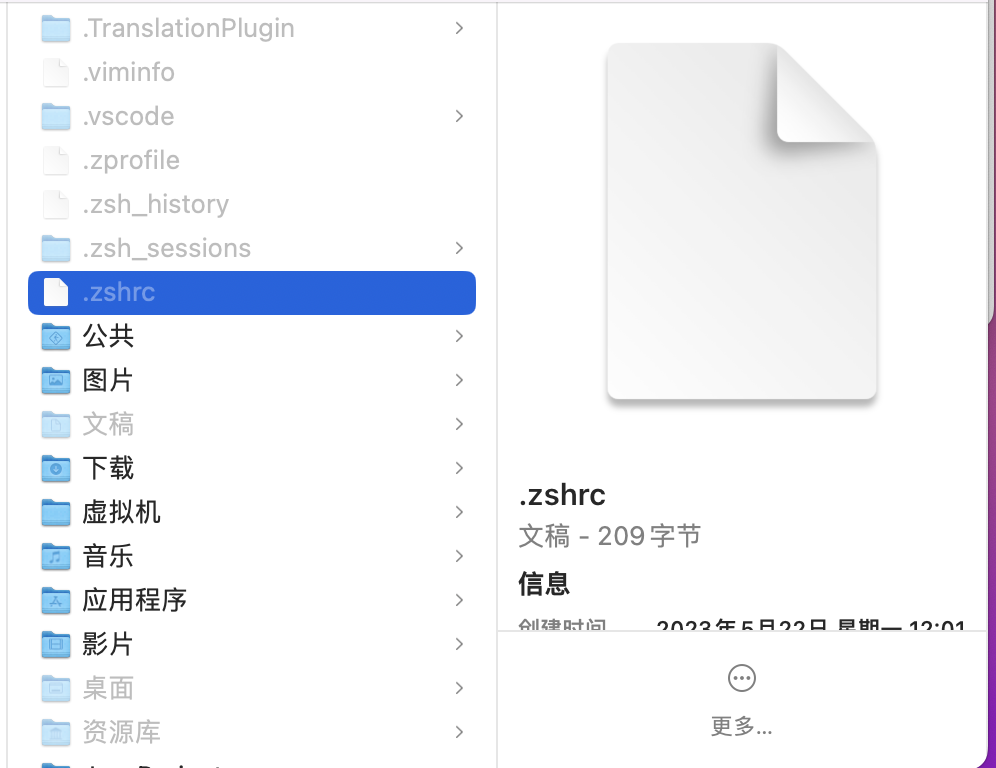 .TranslationPlugin
.viminfo
.vscode
.zprofile
.zsh_history
.zsh_sessions
.zshrc
公共
图片
文稿
下载
虚拟机
音乐
应用程序
影片
桌面
资源库
.zshrc
文稿 - 209字节
信息
创建时间 2023年5月22日 星期一 12:01
更多...